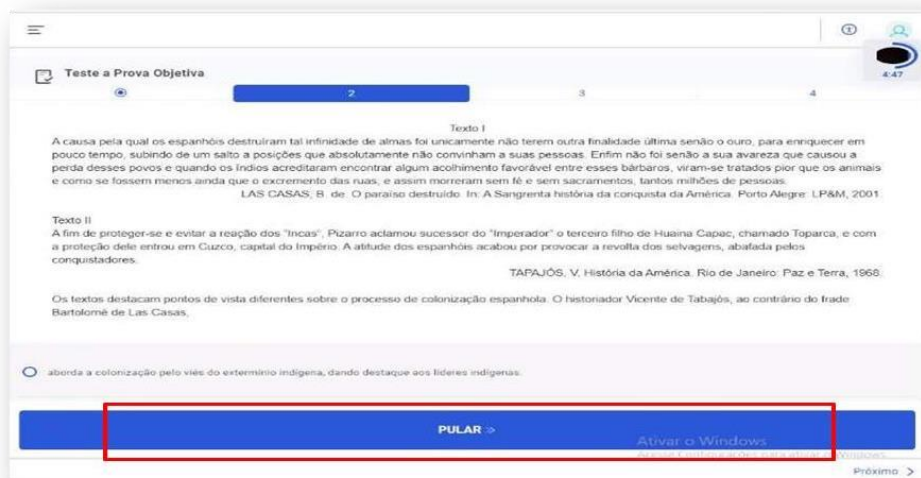 Teste a Prova Objetiva
4:47
2
3
4
Texto I
A causa pela qual os espanhóis destruíram tal infinidade de almas foi unicamente não terem outra finalidade última senão o ouro, para enriquecer em
pouco tempo, subindo de um salto a posições que absolutamente não convinham a suas pessoas. Enfim não foi senão a sua avareza que causou a
perda desses povos e quando os índios acreditaram encontrar algum acolhimento favorável entre esses bárbaros, viram-se tratados pior que os animais
e como se fossem menos ainda que o excremento das ruas, e assim morreram sem fé e sem sacramentos, tantos milhões de pessoas.
LAS CASAS, B. de. O paraíso destruído. In: A Sangrenta história da conquista da América. Porto Alegre: LP&M, 2001.
Texto II
A fim de proteger-se e evitar a reação dos "Incas", Pizarro aclamou sucessor do "Imperador" o terceiro filho de Huaina Capac, chamado Toparca, e com
a proteção dele entrou em Cuzco, capital do Império. A atitude dos espanhóis acabou por provocar a revolta dos selvagens, abafada pelos
conquistadores.
TAPAJÓS, V. História da América. Rio de Janeiro: Paz e Terra, 1968.
Os textos destacam pontos de vista diferentes sobre o processo de colonização espanhola. O historiador Vicente de Tabajós, ao contrário do frade
Bartolomé de Las Casas,
aborda a colonização pelo viés do extermínio indígena, dando destaque aos líderes indígenas.
PULAR »
Ativar o Windows
Próximo >